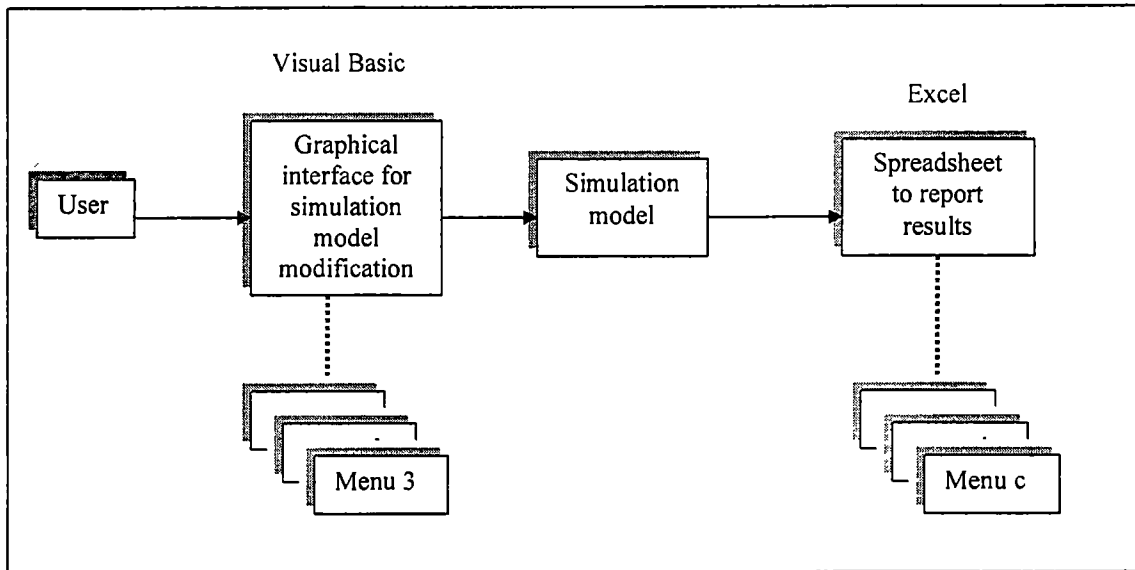 Visual Basic
Excel
User
Graphical
interface for
simulation
model
modification
Simulation
model
Spreadsheet
to report
results
Menu 3
Menu c